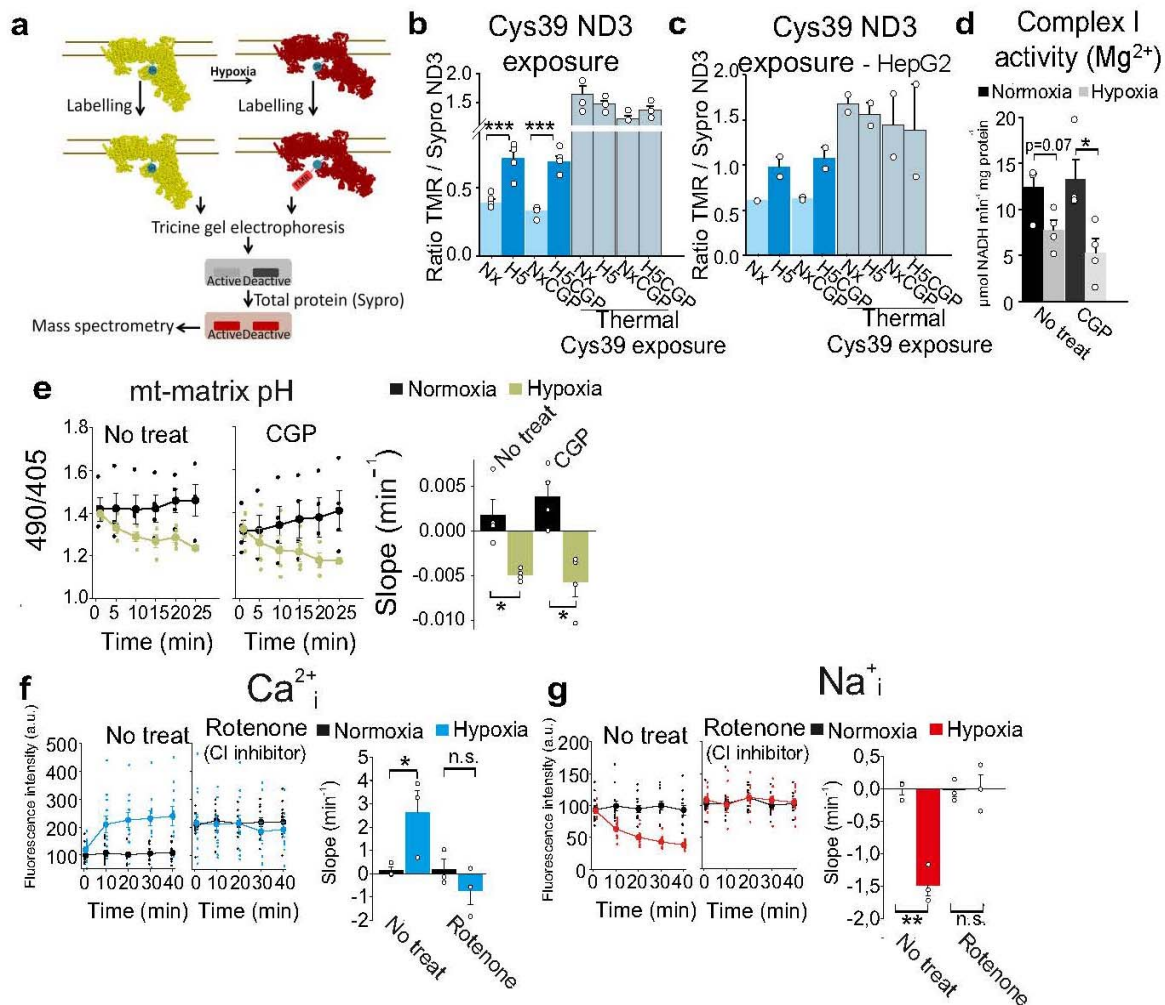 a
Hypoxia
Labelling
Labelling
TMR
Tricine gel electrophoresis
Active Deactive
Total protein (Sypro)
Mass spectrometry
Active Deactive
b
Cys39 ND3
exposure
Ratio TMR / Sypro ND3
2.0
1.5
1.0
0.5
0.0
***
***
Nx
H5
NxCGP
H5CGP
Nx
H5
NxCGP
H5CGP
Thermal
Cys39 exposure
c
Cys39 ND3
exposure - HepG2
Ratio TMR / Sypro ND3
2.0
1.5
1.0
0.5
0.0
Nx
H5
NxCGP
H5CGP
Nx
H5
NxCGP
H5CGP
Thermal
Cys39 exposure
d
Complex I
activity (Mg2+)
Normoxia
Hypoxia
µmol NADH min-1 mg protein-1
20
15
10
5
0
p=0.07
*
No treat
CGP
e
mt-matrix pH
No treat
CGP
490/405
1.8
1.6
1.4
1.2
1.0
0 5 10 15 20 25
0 5 10 15 20 25
Time (min)
Time (min)
Normoxia
Hypoxia
No treat
CGP
Slope (min−1)
0.005
0.000
-0.005
-0.010
*
*
f
Ca2+i
No treat
Rotenone
(CI inhibitor)
Normoxia
Hypoxia
Fluorescence intensity (a.u.)
500
400
300
200
100
0 10 20 30 40
0 10 20 30 40
Time (min)
Time (min)
Slope (min-1)
5
4
3
2
1
0
-1
-2
*
n.s.
No treat
Rotenone
g
Na+i
No treat
Rotenone
(CI inhibitor)
Normoxia
Hypoxia
Fluorescence intensity (a.u.)
200
150
100
50
0
0 10 20 30 40
0 10 20 30 40
Time (min)
Time (min)
Slope (min-1)
0,5
0,0
-0,5
-1,0
-1,5
-2,0
**
n.s.
No treat
Rotenone